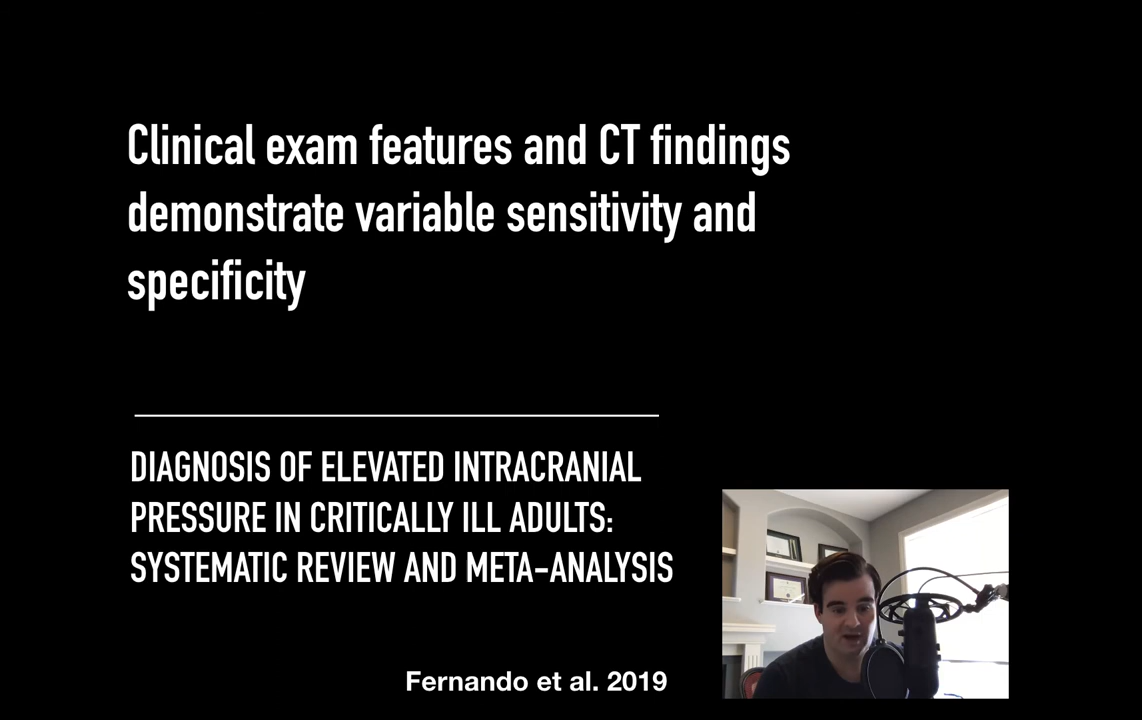 Clinical exam features and CT findings
demonstrate variable sensitivity and
specificity
DIAGNOSIS OF ELEVATED INTRACRANIAL
PRESSURE IN CRITICALLY ILL ADULTS:
SYSTEMATIC REVIEW AND META-ANALYSIS
Fernando et al. 2019